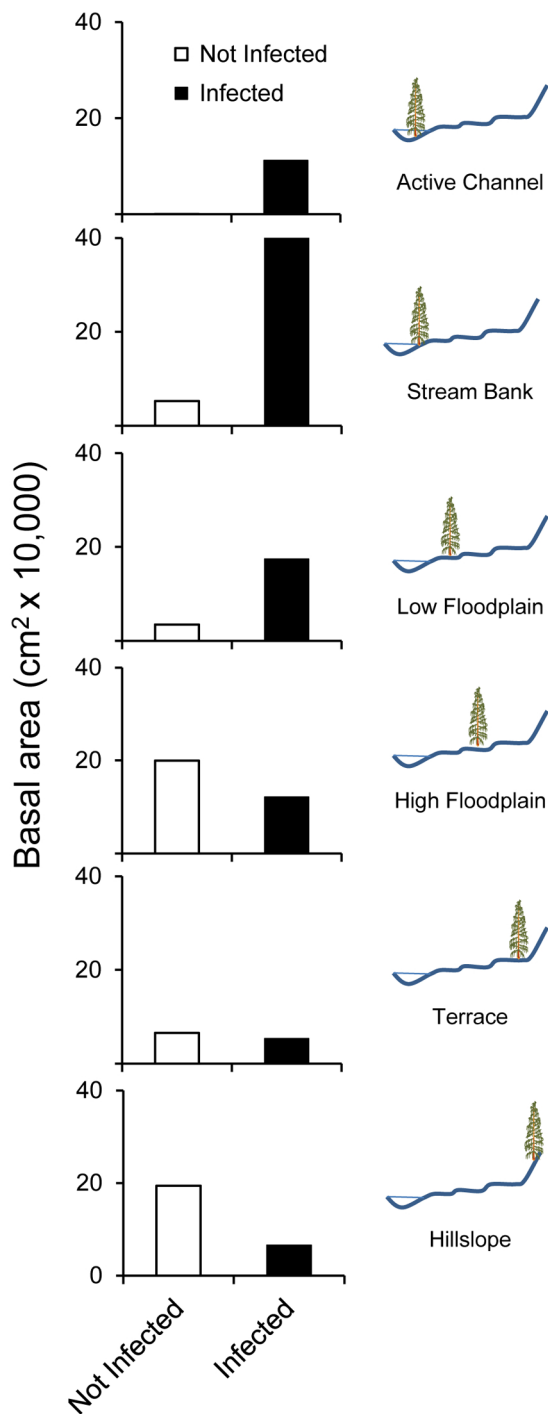 40
20
Not Infected
Infected
Active Channel
40
20
Stream Bank
Basal area (cm² x 10,000)
40
20
Low Floodplain
40
20
High Floodplain
40
20
Terrace
40
20
0
Hillslope
Not Infected
Infected